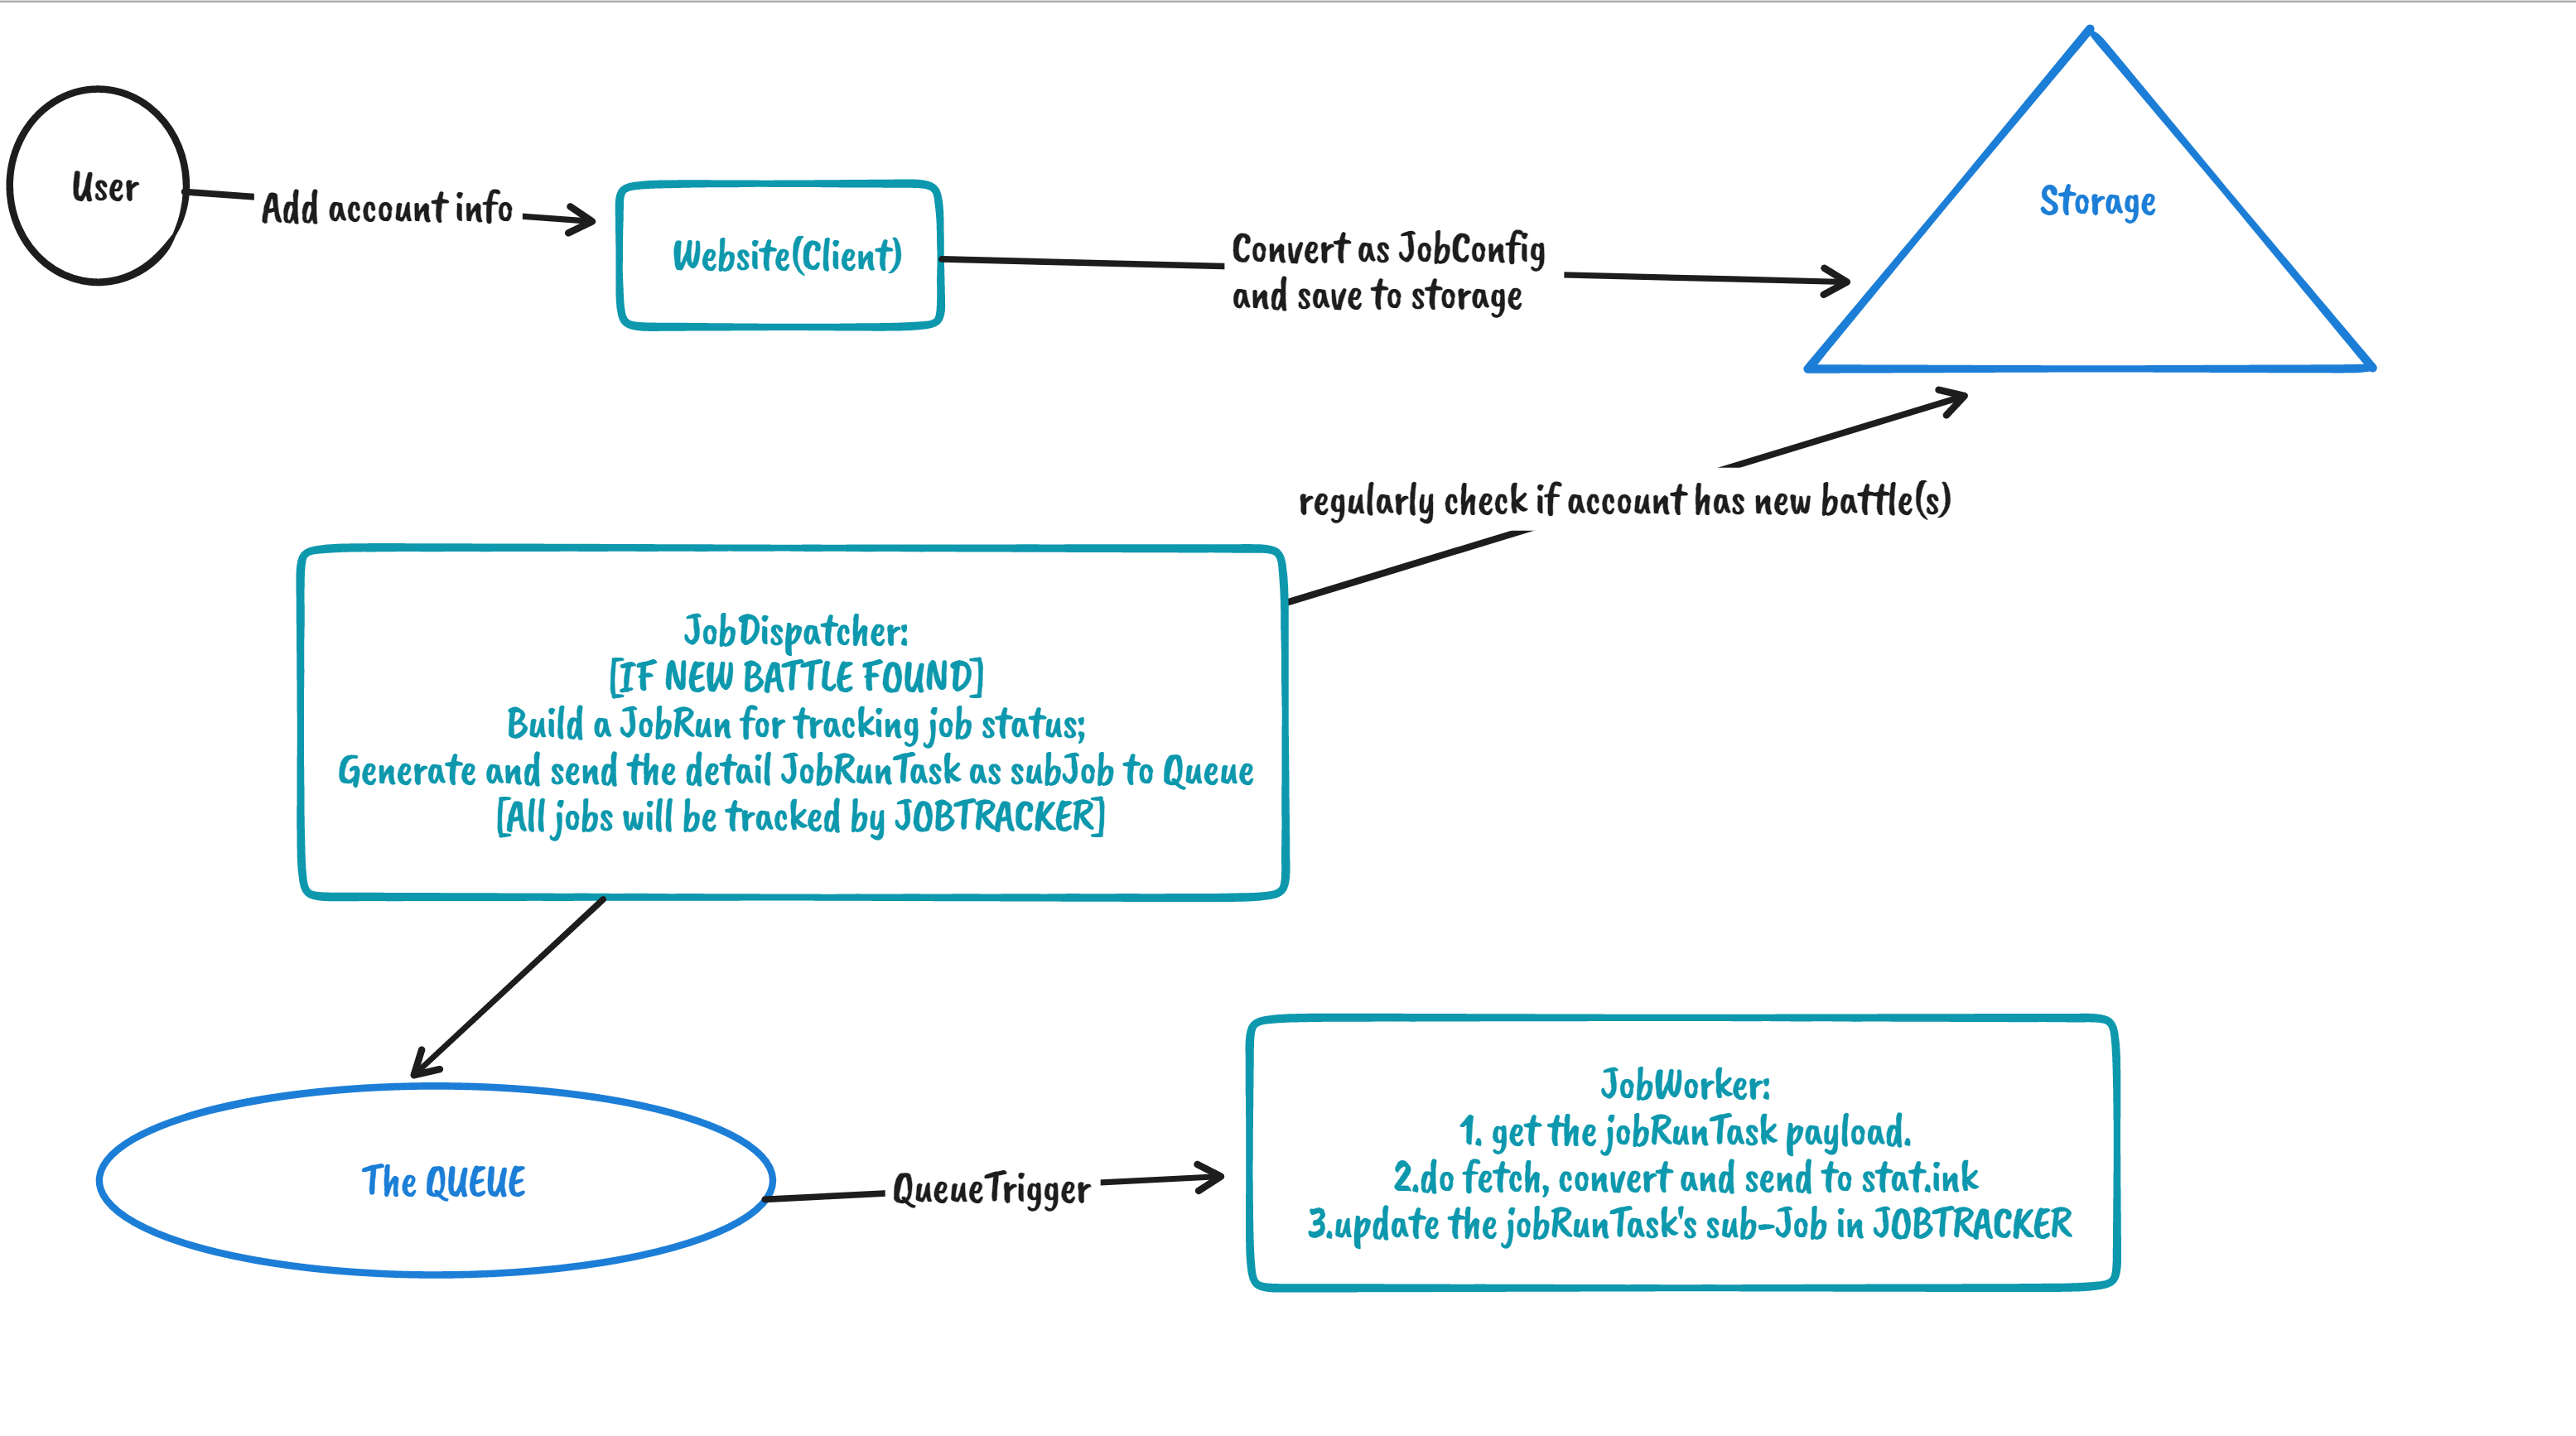 User
Add account info
Website(Client)
Convert as JobConfig
and save to storage
Storage
regularly check if account has new battle(s)
JobDispatcher:
[IF NEW BATTLE FOUND]
Build a JobRun for tracking job status;
Generate and send the detail JobRunTask as subJob to Queue
[All jobs will be tracked by JOBTRACKER]
The QUEUE
QueueTrigger
JobWorker:
1. get the jobRunTask payload.
2.do fetch, convert and send to stat.ink
3.update the jobRunTask's sub-Job in JOBTRACKER